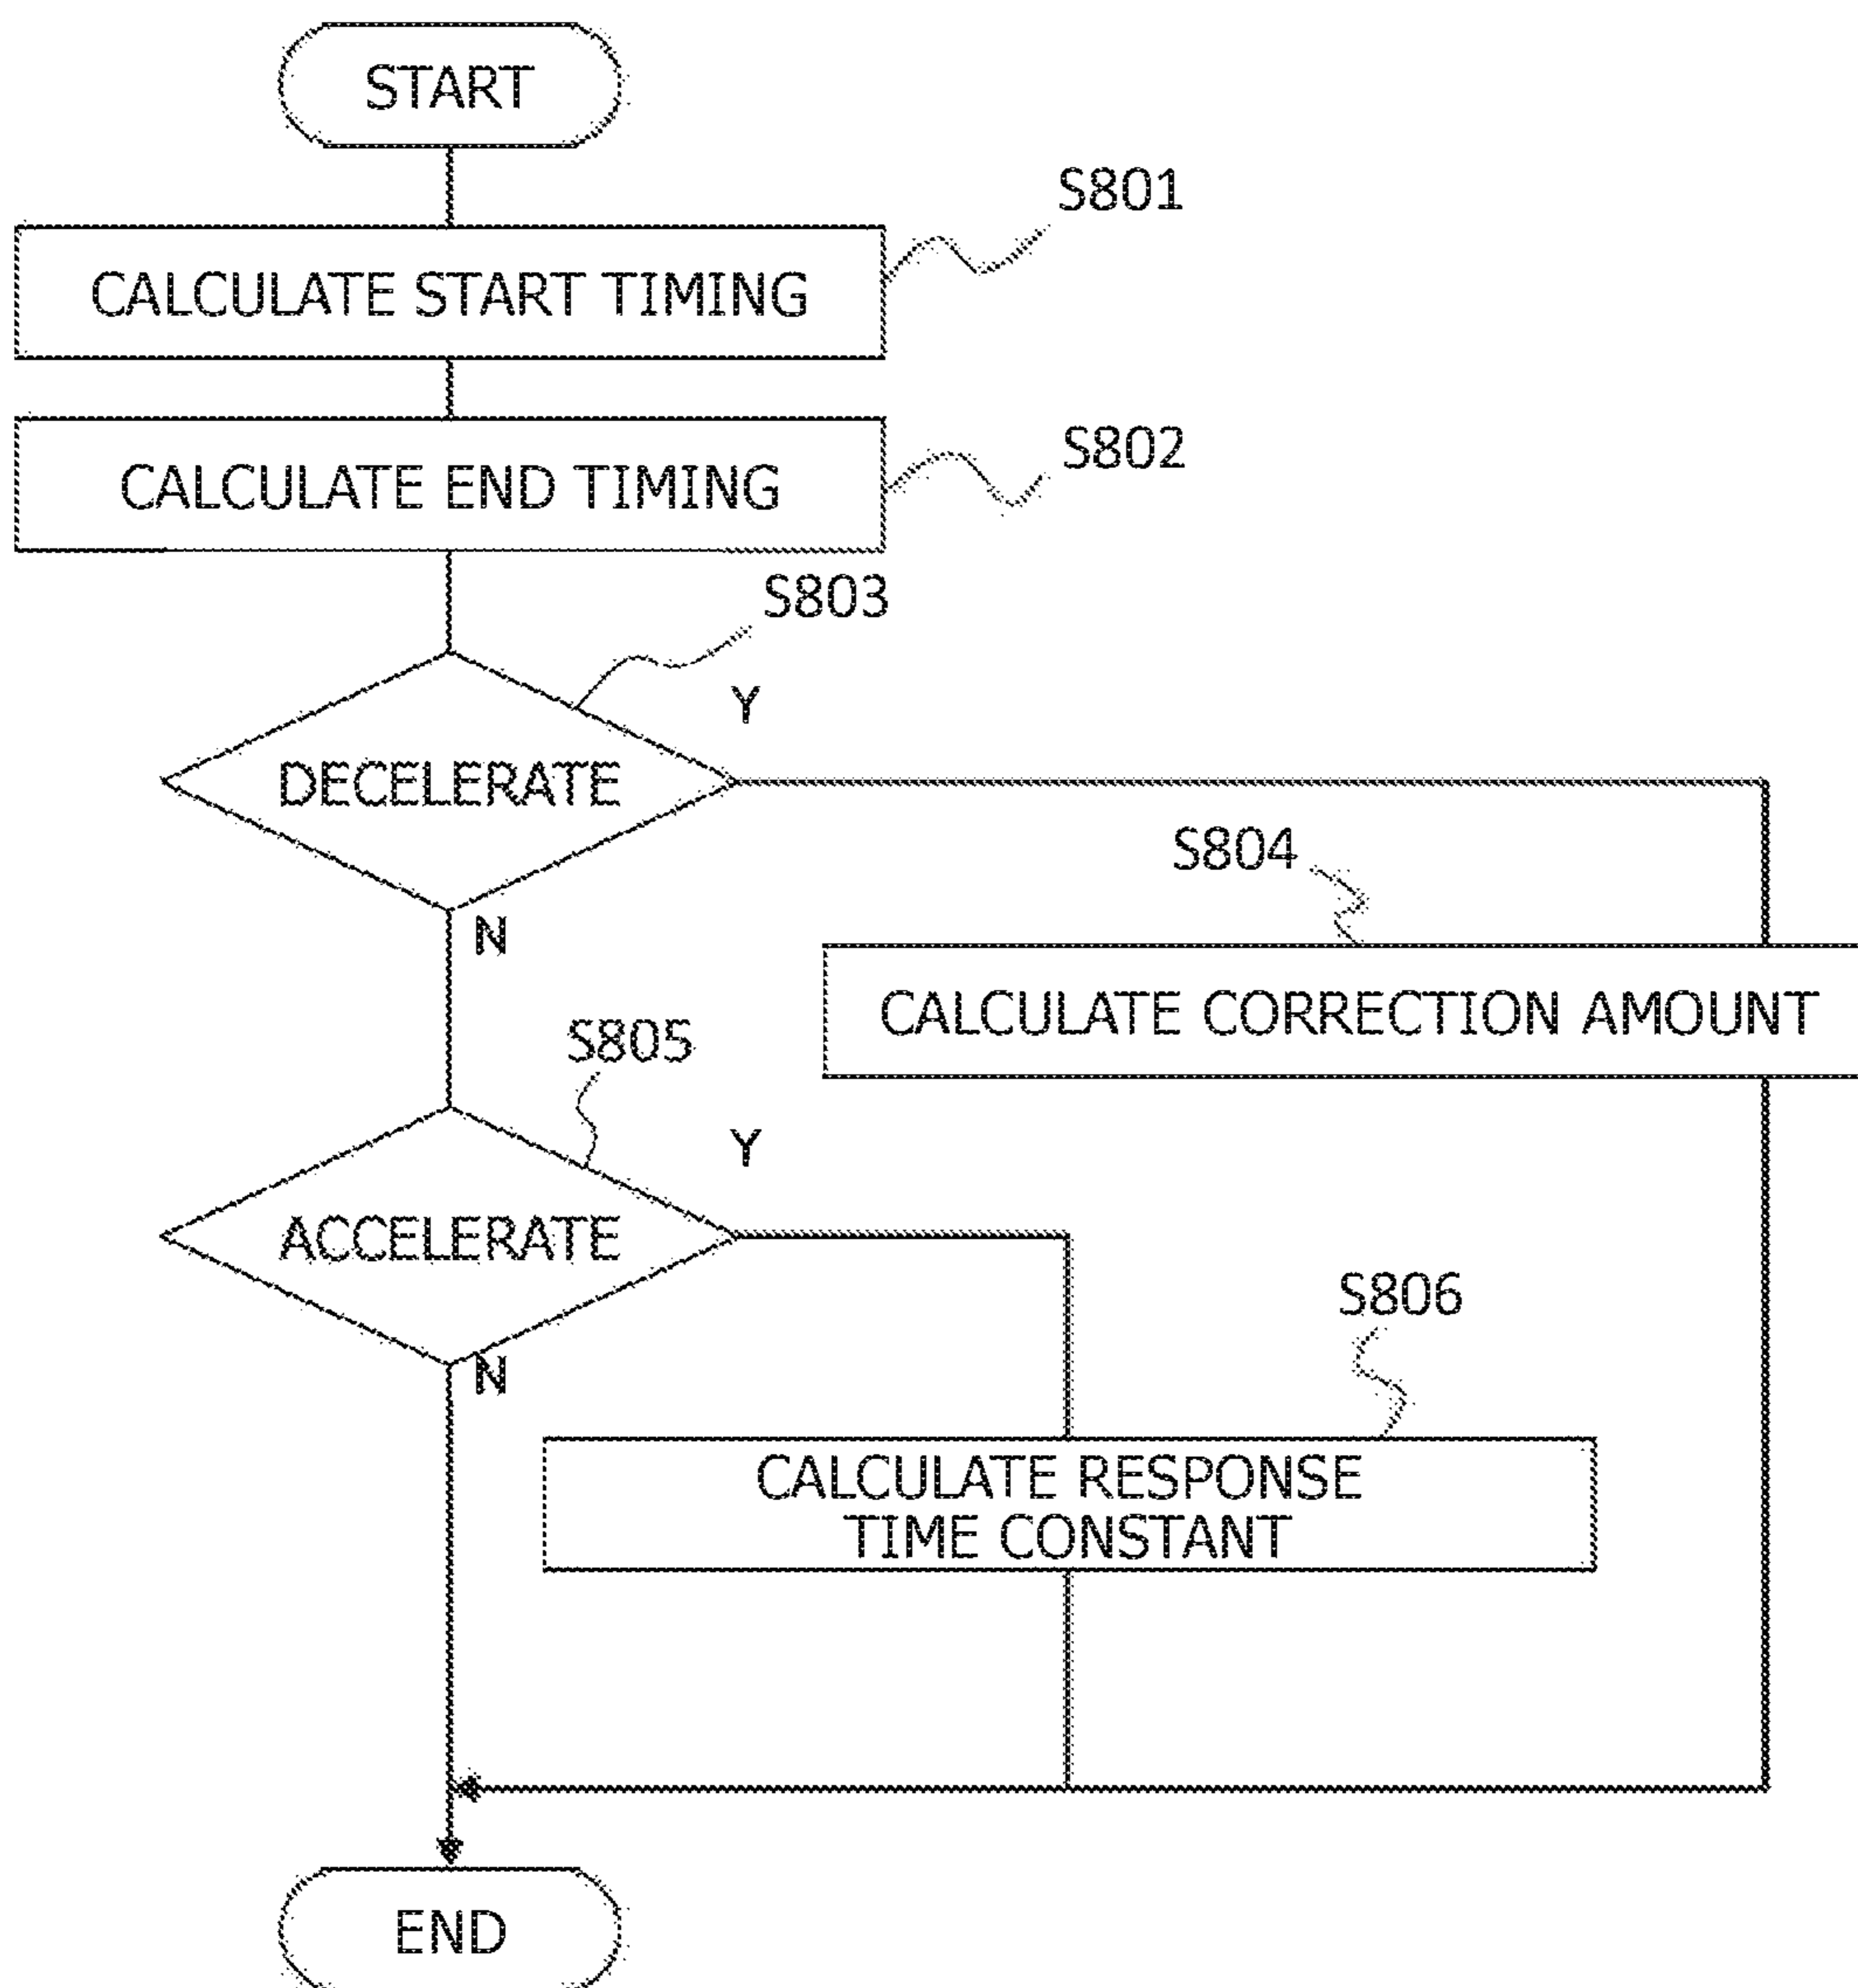 START
S801
CALCULATE START TIMING
S802
CALCULATE END TIMING
S803
Y
DECELERATE
S804
N
CALCULATE CORRECTION AMOUNT
S805
Y
ACCELERATE
S806
N
CALCULATE RESPONSE
TIME CONSTANT
END